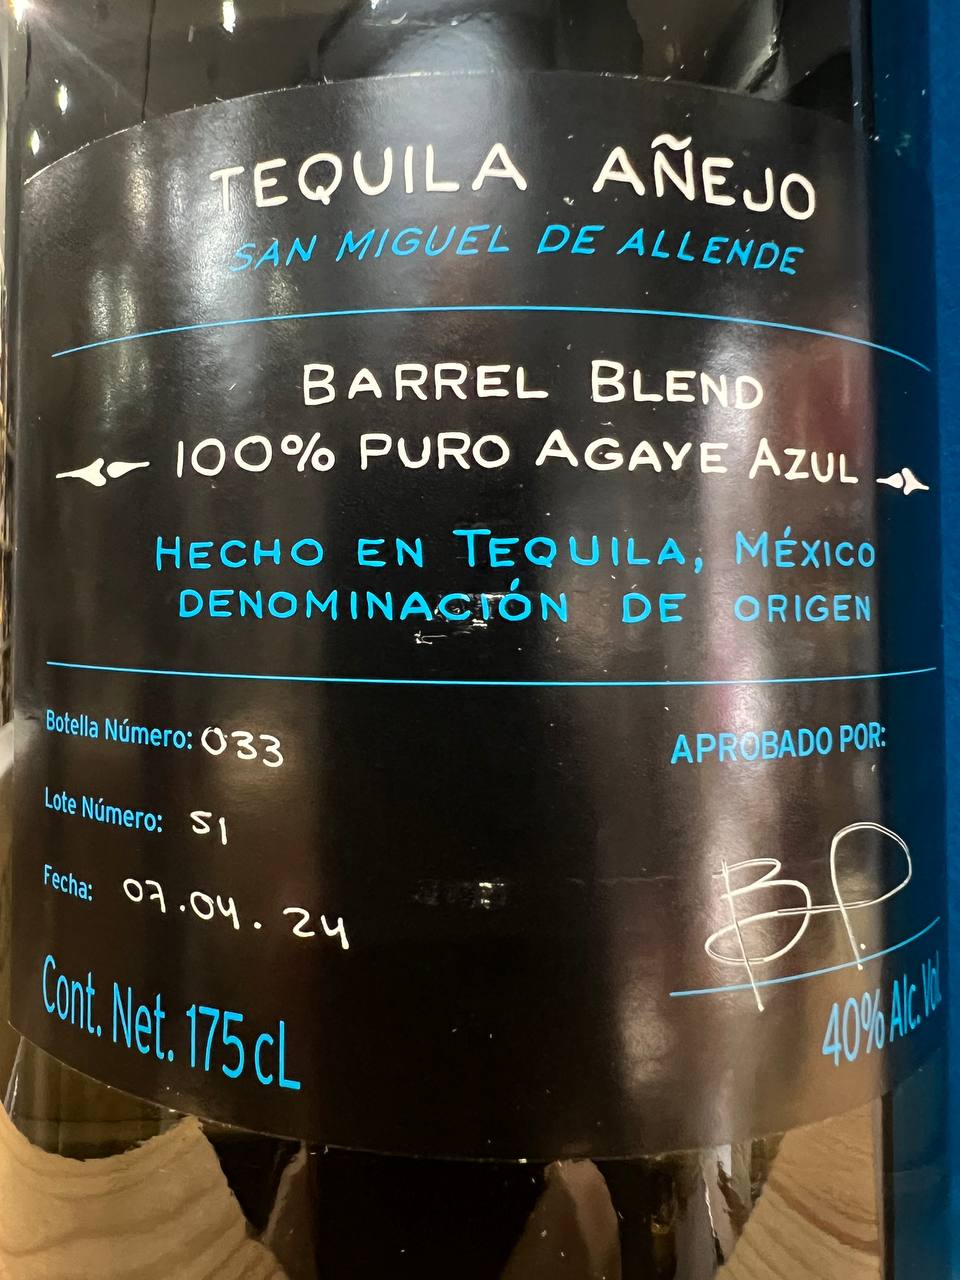 TEQUILA AÑEJO
SAN MIGUEL DE ALLENDE
BARREL BLEND
100% PURO AGAVE AZUL
HECHO EN TEQUILA, MÉXICO
DENOMINACIÓN DE ORIGEN
Botella Número: 033
APROBADO POR:
Lote Número: 51
Fecha: 07.04.24
BP
Cont. Net. 175 cL
40% Alc. Vol.